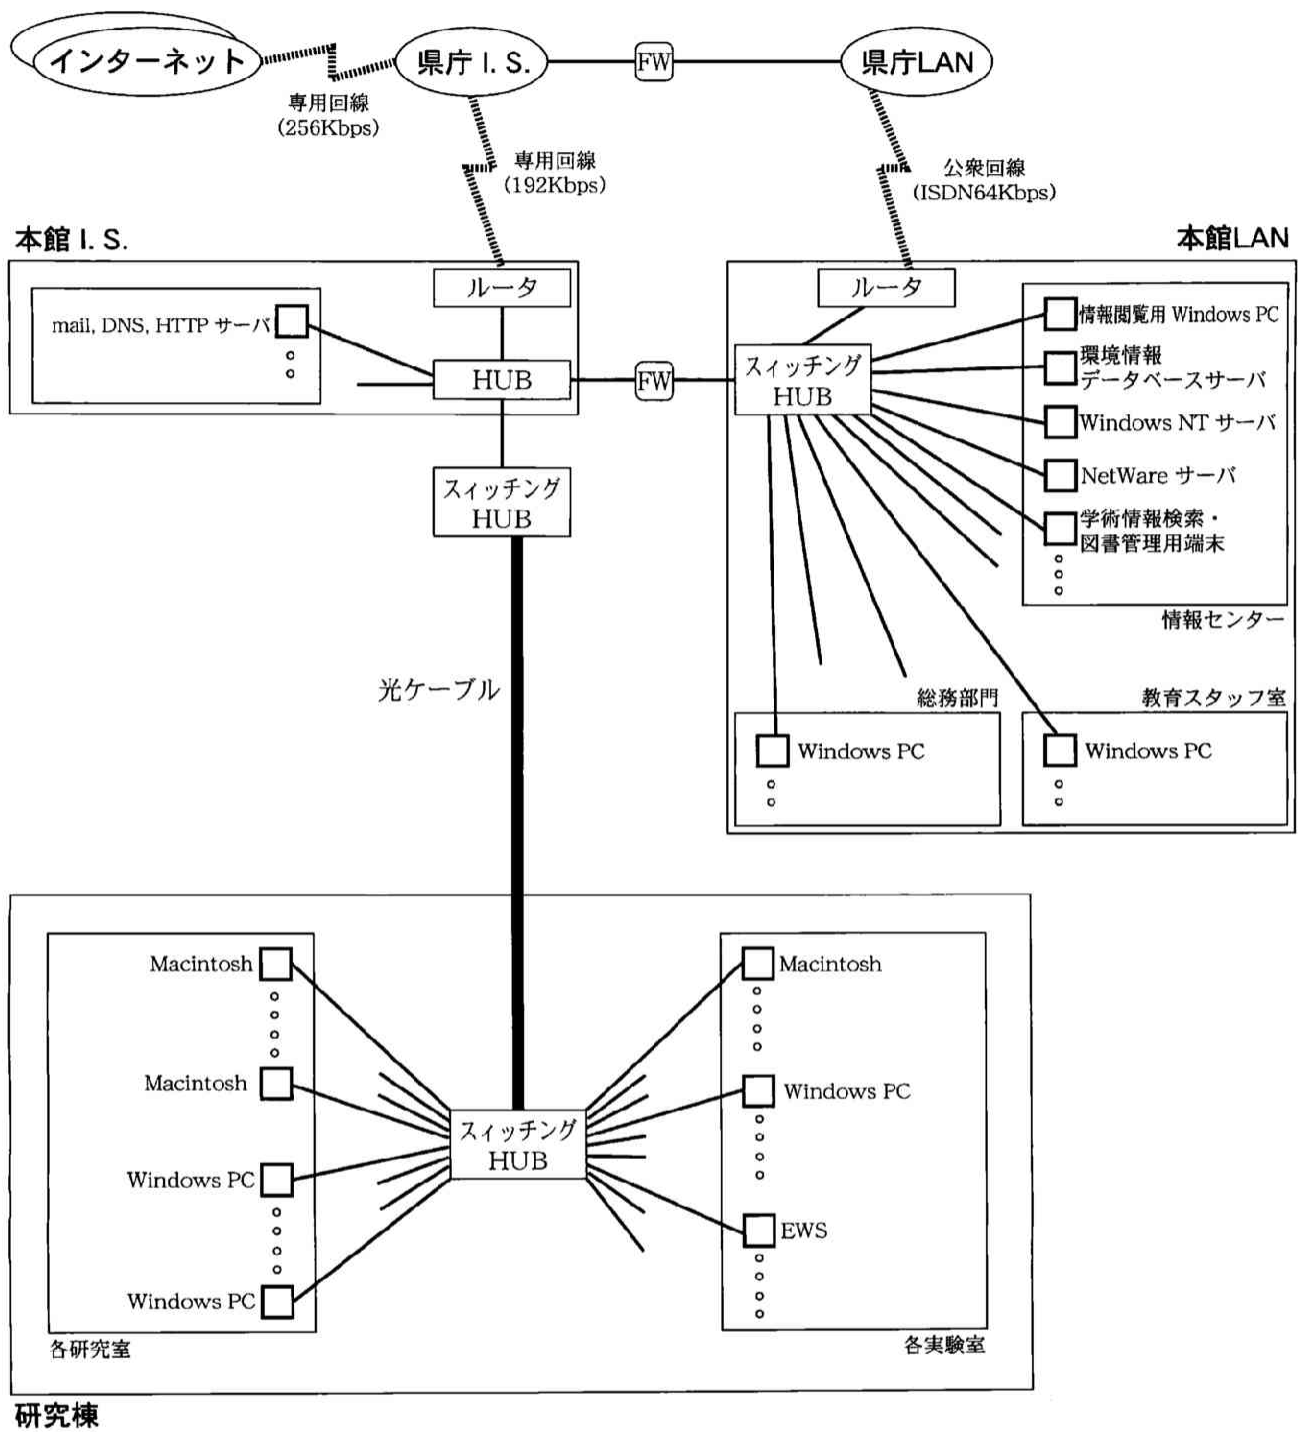 インターネット
県庁 I. S.
FW
県庁LAN
専用回線
(256Kbps)
専用回線
(192Kbps)
公衆回線
(ISDN64Kbps)
本館 I. S.
本館LAN
ルータ
ルータ
mail, DNS, HTTP サーバ
HUB
FW
スィッチング
HUB
情報閲覧用 Windows PC
環境情報
データベースサーバ
Windows NT サーバ
NetWare サーバ
学術情報検索・
図書管理用端末
情報センター
スィッチング
HUB
光ケーブル
総務部門
教育スタッフ室
Windows PC
Windows PC
Macintosh
Macintosh
Windows PC
Windows PC
各研究室
スィッチング
HUB
Macintosh
Windows PC
EWS
各実験室
研究棟